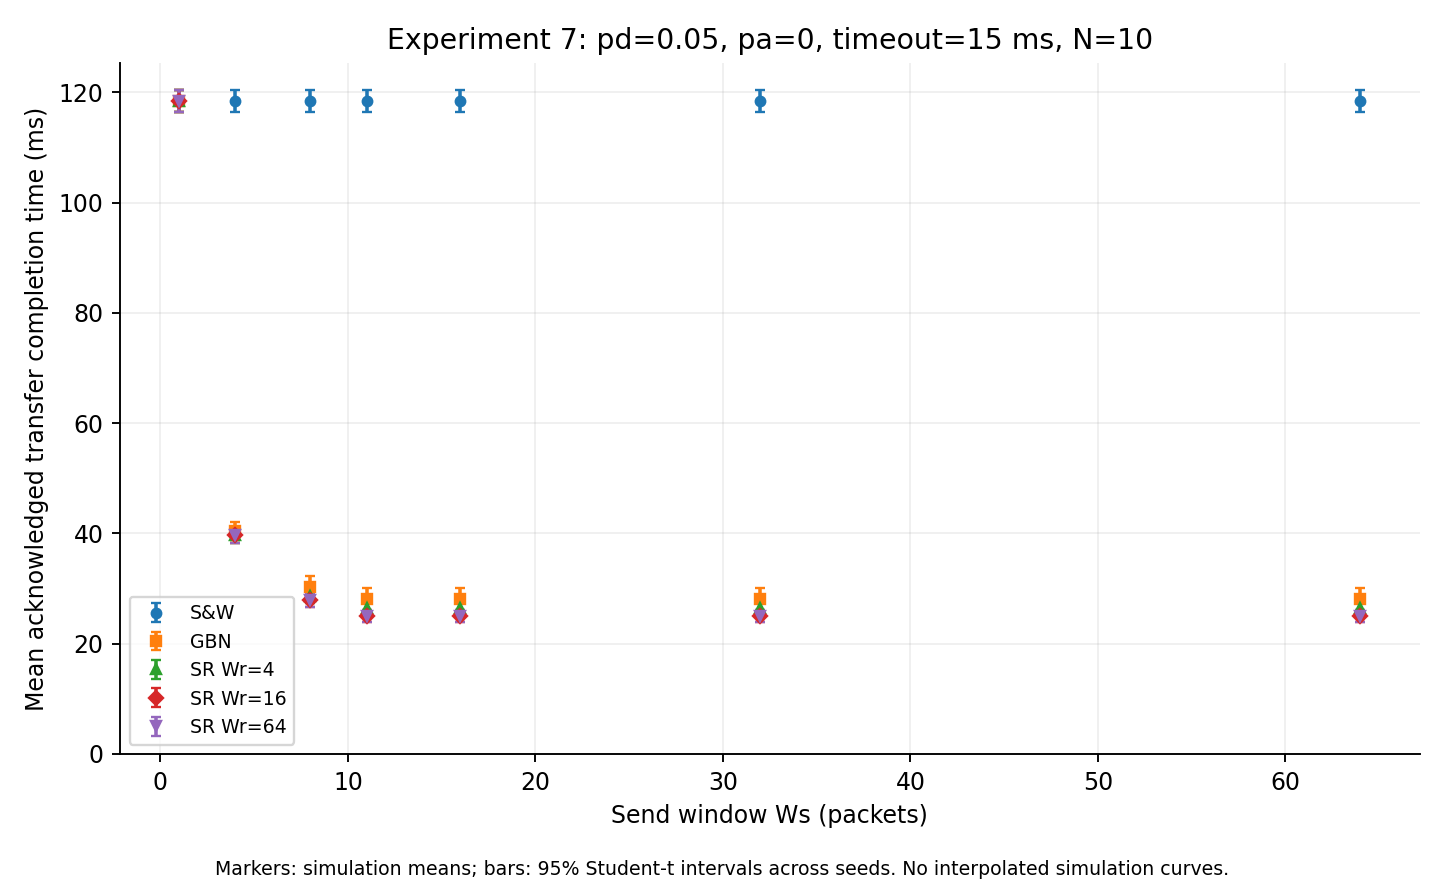 Experiment 7: pd=0.05, pa=0, timeout=15 ms, N=10
Mean acknowledged transfer completion time (ms)
120
100
80
60
40
20
0
S&W
GBN
SR Wr=4
SR Wr=16
SR Wr=64
0 10 20 30 40 50 60
Send window Ws (packets)
Markers: simulation means; bars: 95% Student-t intervals across seeds. No interpolated simulation curves.